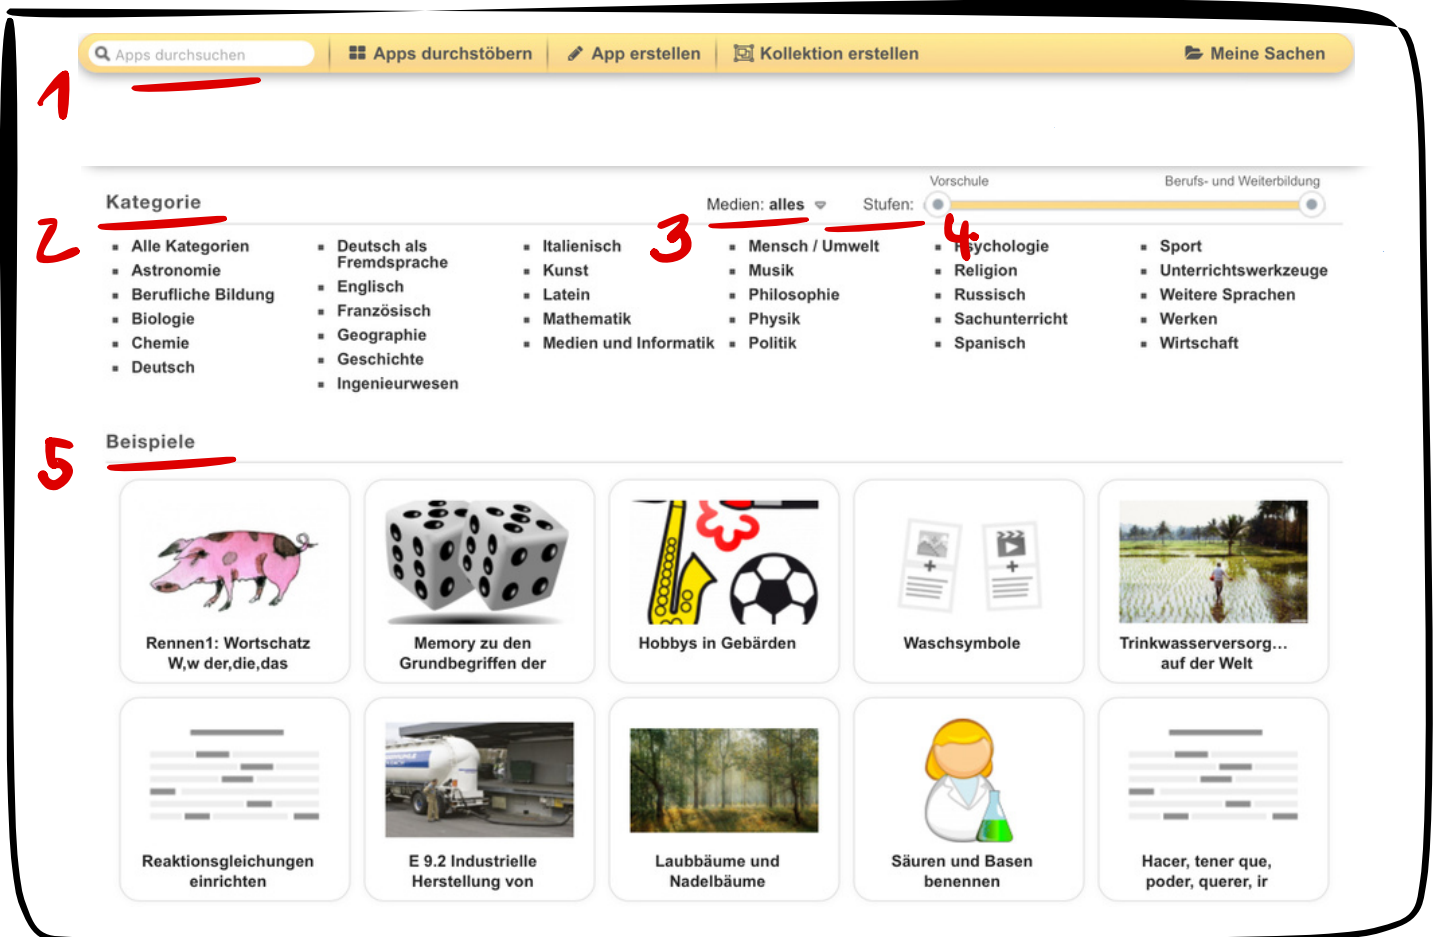 Apps durchsuchen Apps durchstöbern App erstellen Kollektion erstellen Meine Sachen
1
Vorschule Berufs- und Weiterbildung
2 Kategorie 3 Medien: alles Stufen: 4.
Alle Kategorien
Astronomie
Berufliche Bildung
Biologie
Chemie
Deutsch
Deutsch als
Fremdsprache
Englisch
Französisch
Geographie
Geschichte
Ingenieurwesen
Italienisch
Kunst
Latein
Mathematik
Medien und Informatik
Mensch / Umwelt
Musik
Philosophie
Physik
Politik
Psychologie
Religion
Russisch
Sachunterricht
Spanisch
Sport
Unterrichtswerkzeuge
Weitere Sprachen
Werken
Wirtschaft
5 Beispiele
Rennen1: Wortschatz
W,w der,die,das
Memory zu den
Grundbegriffen der
Hobbys in Gebärden
Waschsymbole
Trinkwasserversorg...
auf der Welt
Reaktionsgleichungen
einrichten
E 9.2 Industrielle
Herstellung von
Laubbäume und
Nadelbäume
Säuren und Basen
benennen
Hacer, tener que,
poder, querer, ir